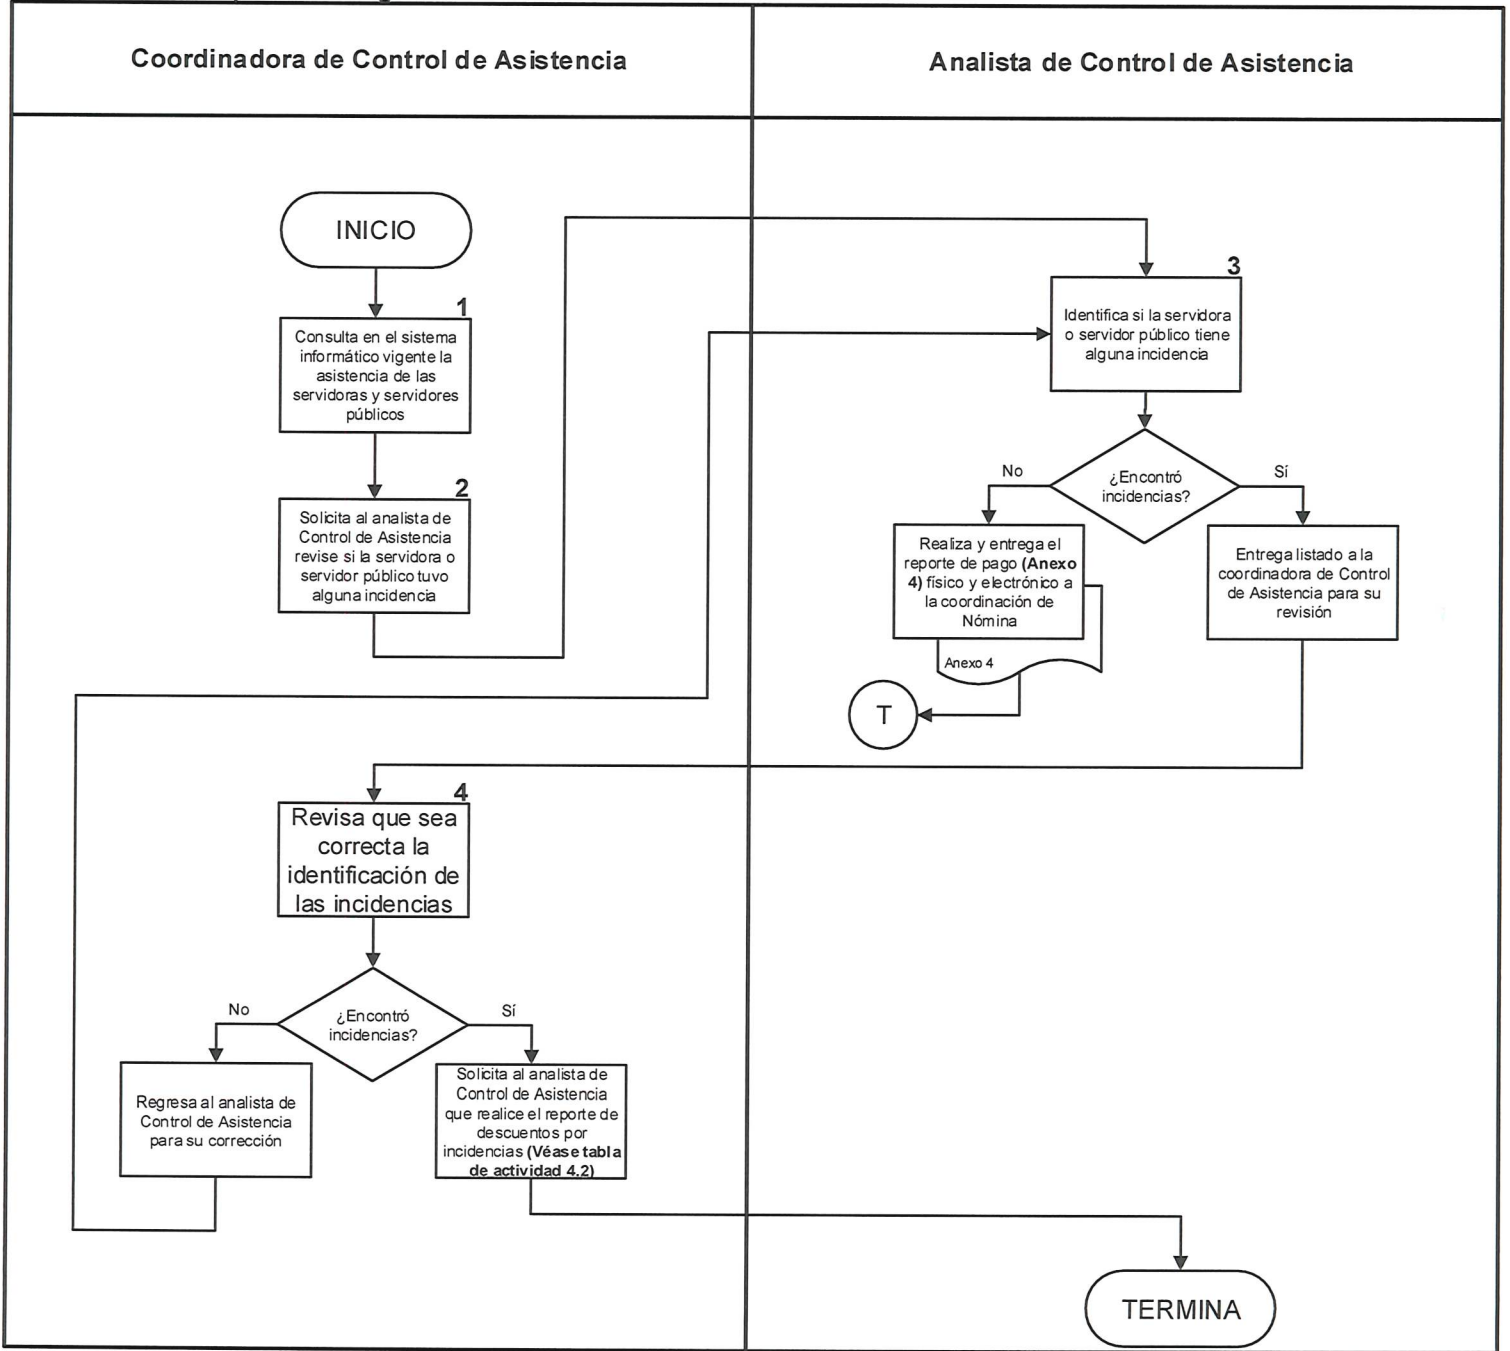 Coordinadora de Control de Asistencia
Analista de Control de Asistencia
INICIO
1
Consulta en el sistema
informático vigente la
asistencia de las
servidoras y servidores
públicos
2
Solicita al analista de
Control de Asistencia
revise si la servidora o
servidor público tuvo
alguna incidencia
3
Identifica si la servidora
o servidor público tiene
alguna incidencia
¿Encontró
incidencias?
No
Sí
Realiza y entrega el
reporte de pago (Anexo
4) físico y electrónico a
la coordinación de
Nómina
Anexo 4
T
Entrega listado a la
coordinadora de Control
de Asistencia para su
revisión
4
Revisa que sea
correcta la
identificación de
las incidencias
¿Encontró
incidencias?
No
Sí
Regresa al analista de
Control de Asistencia
para su corrección
Solicita al analista de
Control de Asistencia
que realice el reporte de
descuentos por
incidencias (Véase tabla
de actividad 4.2)
TERMINA